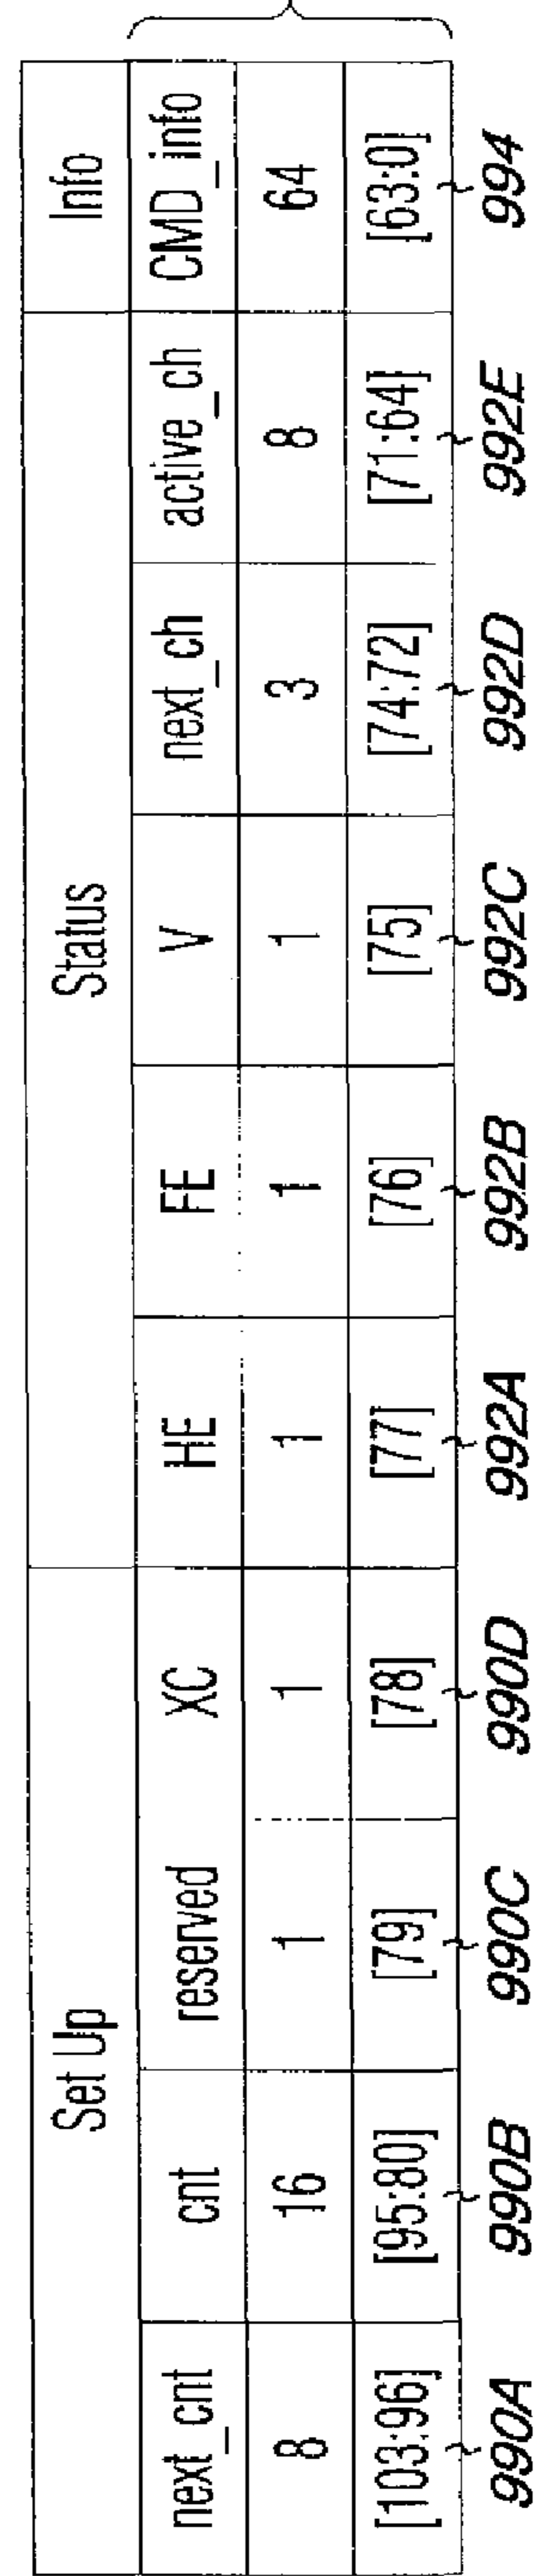 Set Up Status Info
next_cnt cnt reserved XC HE FE V next_ch active_ch CMD_info
8 16 1 1 1 1 1 3 8 64
[103:96] [95:80] [79] [78] [77] [76] [75] [74:72] [71:64] [63:0]
990A 990B 990C 990D 992A 992B 992C 992D 992E 994